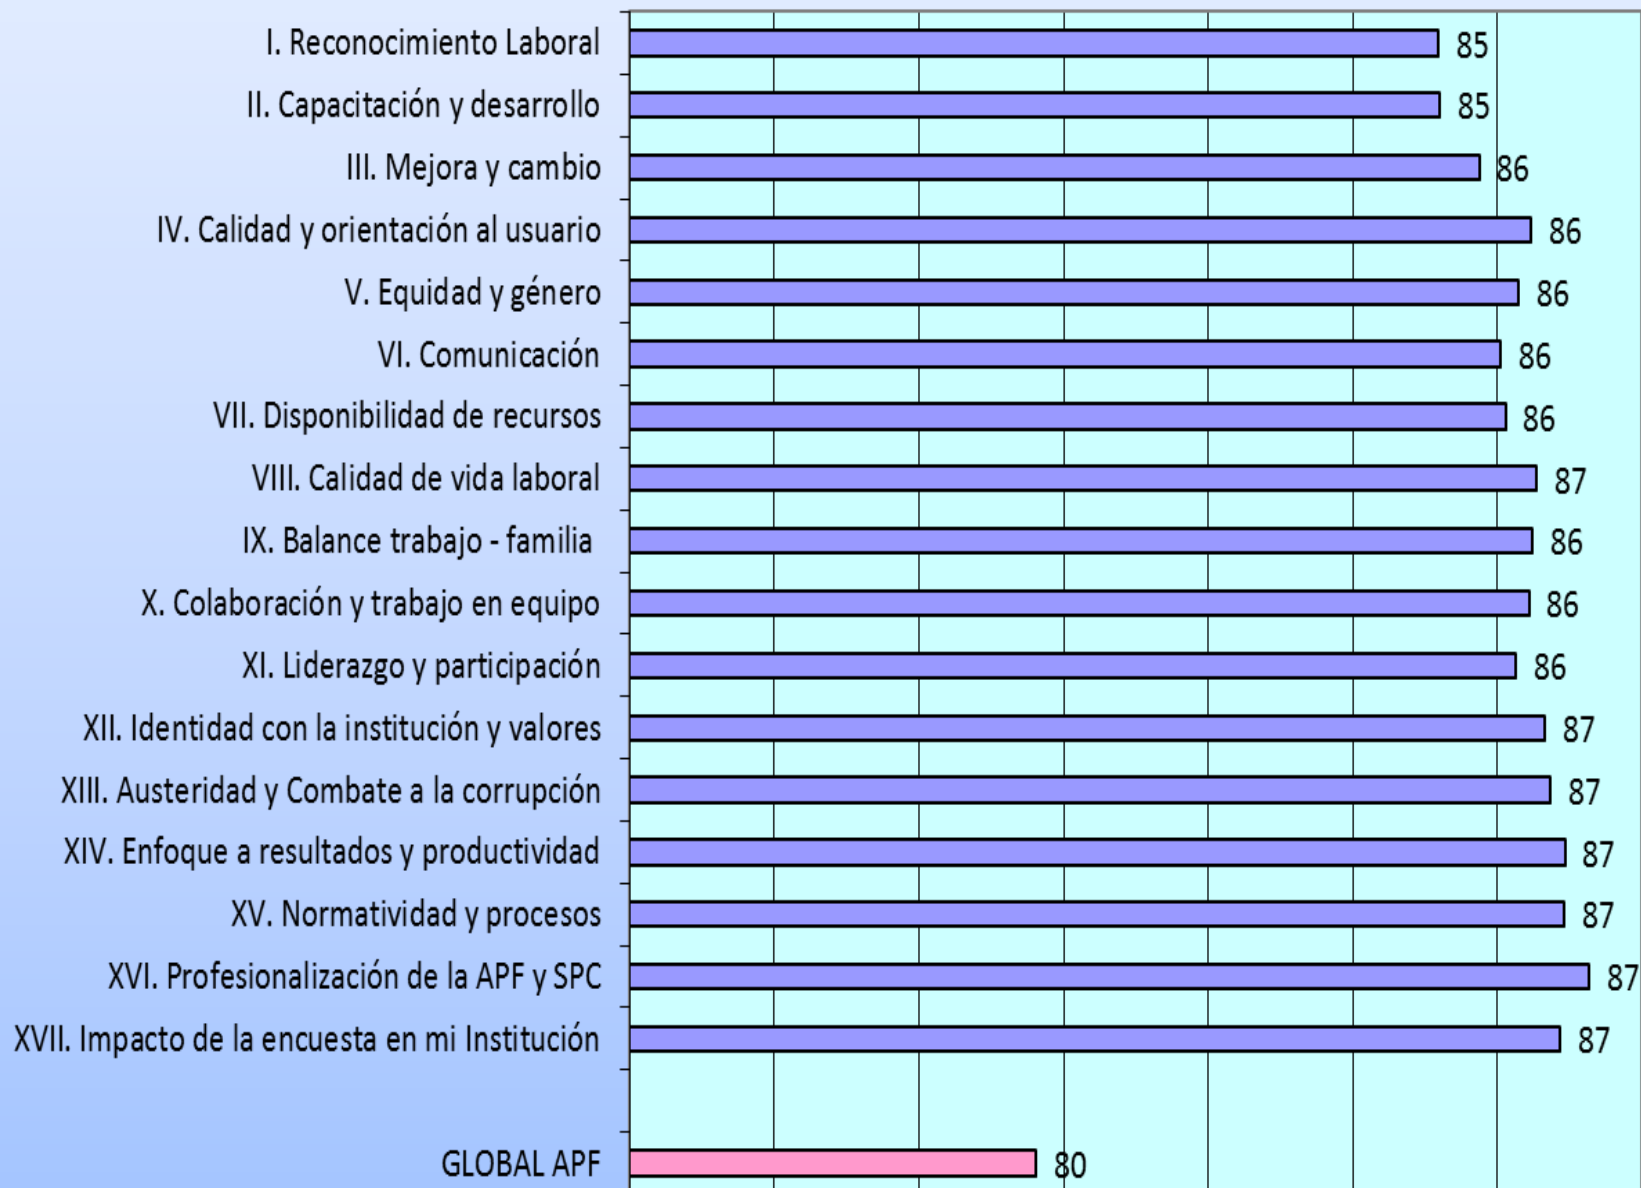 I. Reconocimiento Laboral 85
II. Capacitación y desarrollo 85
III. Mejora y cambio 86
IV. Calidad y orientación al usuario 86
V. Equidad y género 86
VI. Comunicación 86
VII. Disponibilidad de recursos 86
VIII. Calidad de vida laboral 87
IX. Balance trabajo - familia 86
X. Colaboración y trabajo en equipo 86
XI. Liderazgo y participación 86
XII. Identidad con la institución y valores 87
XIII. Austeridad y Combate a la corrupción 87
XIV. Enfoque a resultados y productividad 87
XV. Normatividad y procesos 87
XVI. Profesionalización de la APF y SPC 87
XVII. Impacto de la encuesta en mi Institución 87
GLOBAL APF 80